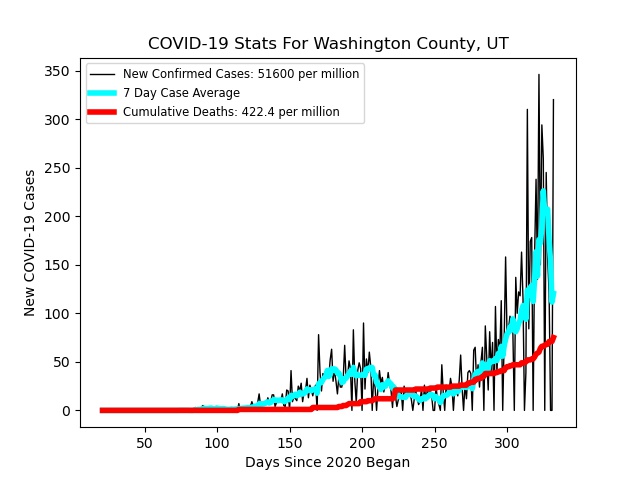 COVID-19 Stats For Washington County, UT
New Confirmed Cases: 51600 per million
7 Day Case Average
Cumulative Deaths: 422.4 per million
New COVID-19 Cases
350
300
250
200
150
100
50
0
50
100
150
200
250
300
Days Since 2020 Began